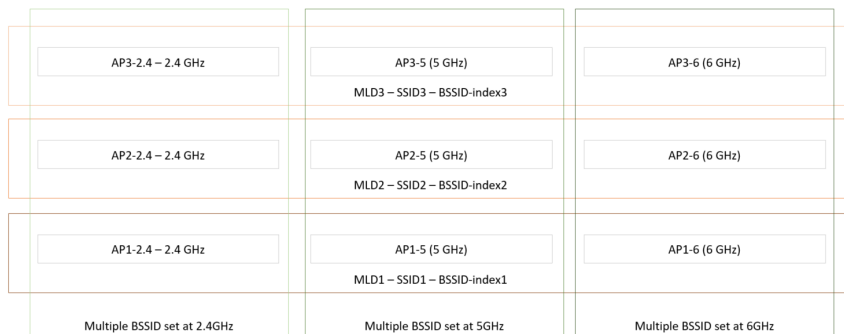 AP3-2.4 – 2.4 GHz
AP3-5 (5 GHz)
AP3-6 (6 GHz)
MLD3 – SSID3 – BSSID-index3
AP2-2.4 – 2.4 GHz
AP2-5 (5 GHz)
AP2-6 (6 GHz)
MLD2 – SSID2 – BSSID-index2
AP1-2.4 – 2.4 GHz
AP1-5 (5 GHz)
AP1-6 (6 GHz)
MLD1 – SSID1 – BSSID-index1
Multiple BSSID set at 2.4GHz
Multiple BSSID set at 5GHz
Multiple BSSID set at 6GHz